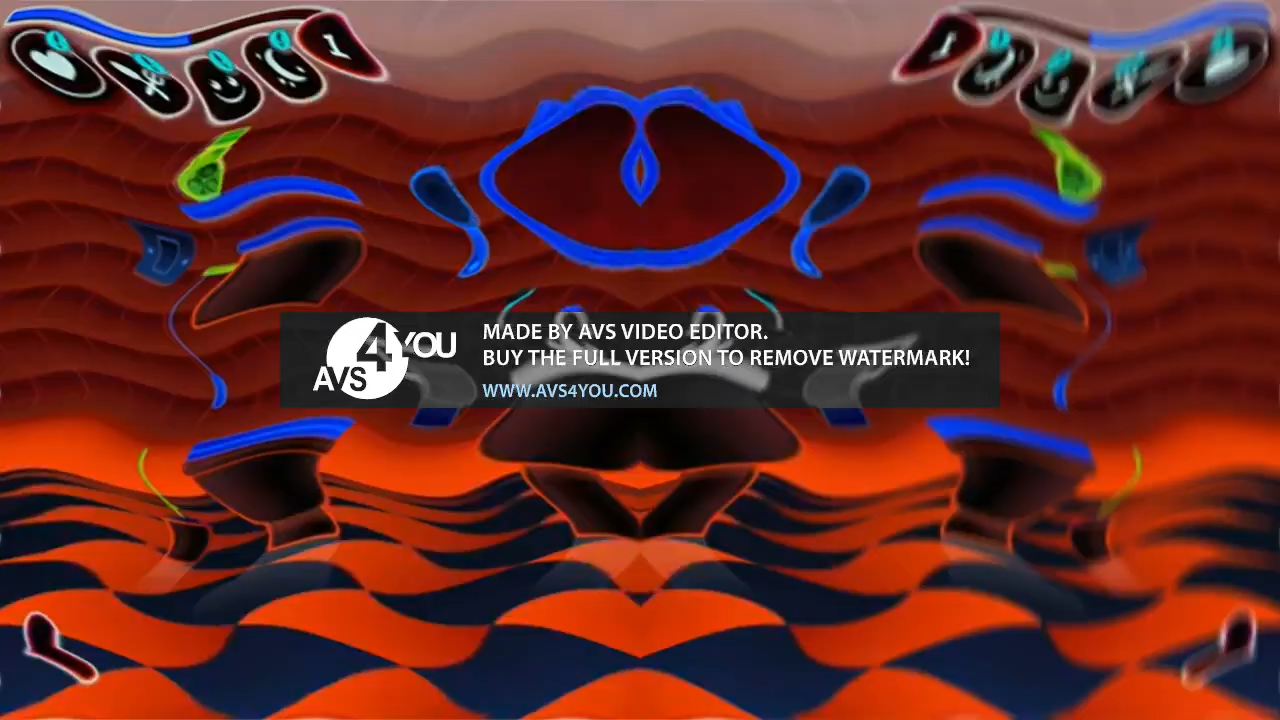 4YOU
AVS
MADE BY AVS VIDEO EDITOR.
BUY THE FULL VERSION TO REMOVE WATERMARK!
WWW.AVS4YOU.COM